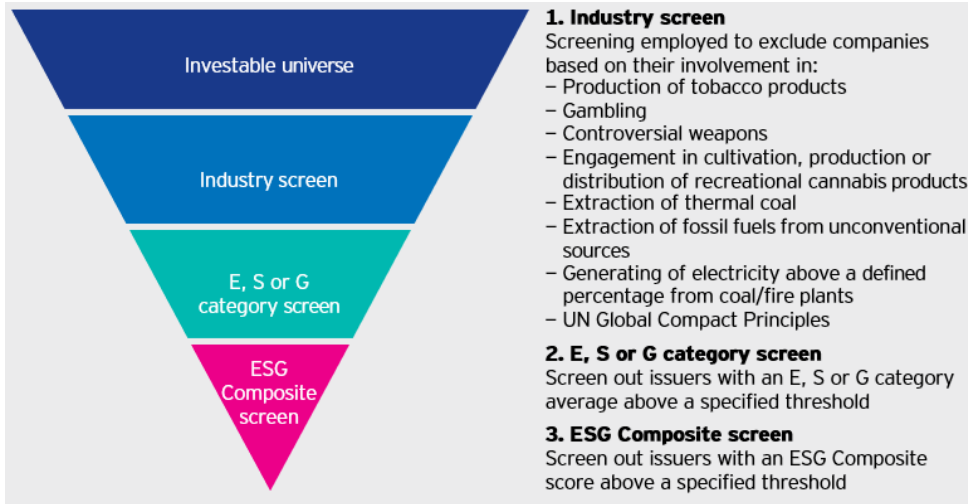 Investable universe
Industry screen
E, S or G
category screen
ESG
Composite
screen
1. Industry screen
Screening employed to exclude companies
based on their involvement in:
– Production of tobacco products
– Gambling
– Controversial weapons
– Engagement in cultivation, production or
distribution of recreational cannabis products
– Extraction of thermal coal
– Extraction of fossil fuels from unconventional
sources
– Generating of electricity above a defined
percentage from coal/fire plants
– UN Global Compact Principles
2. E, S or G category screen
Screen out issuers with an E, S or G category
average above a specified threshold
3. ESG Composite screen
Screen out issuers with an ESG Composite
score above a specified threshold